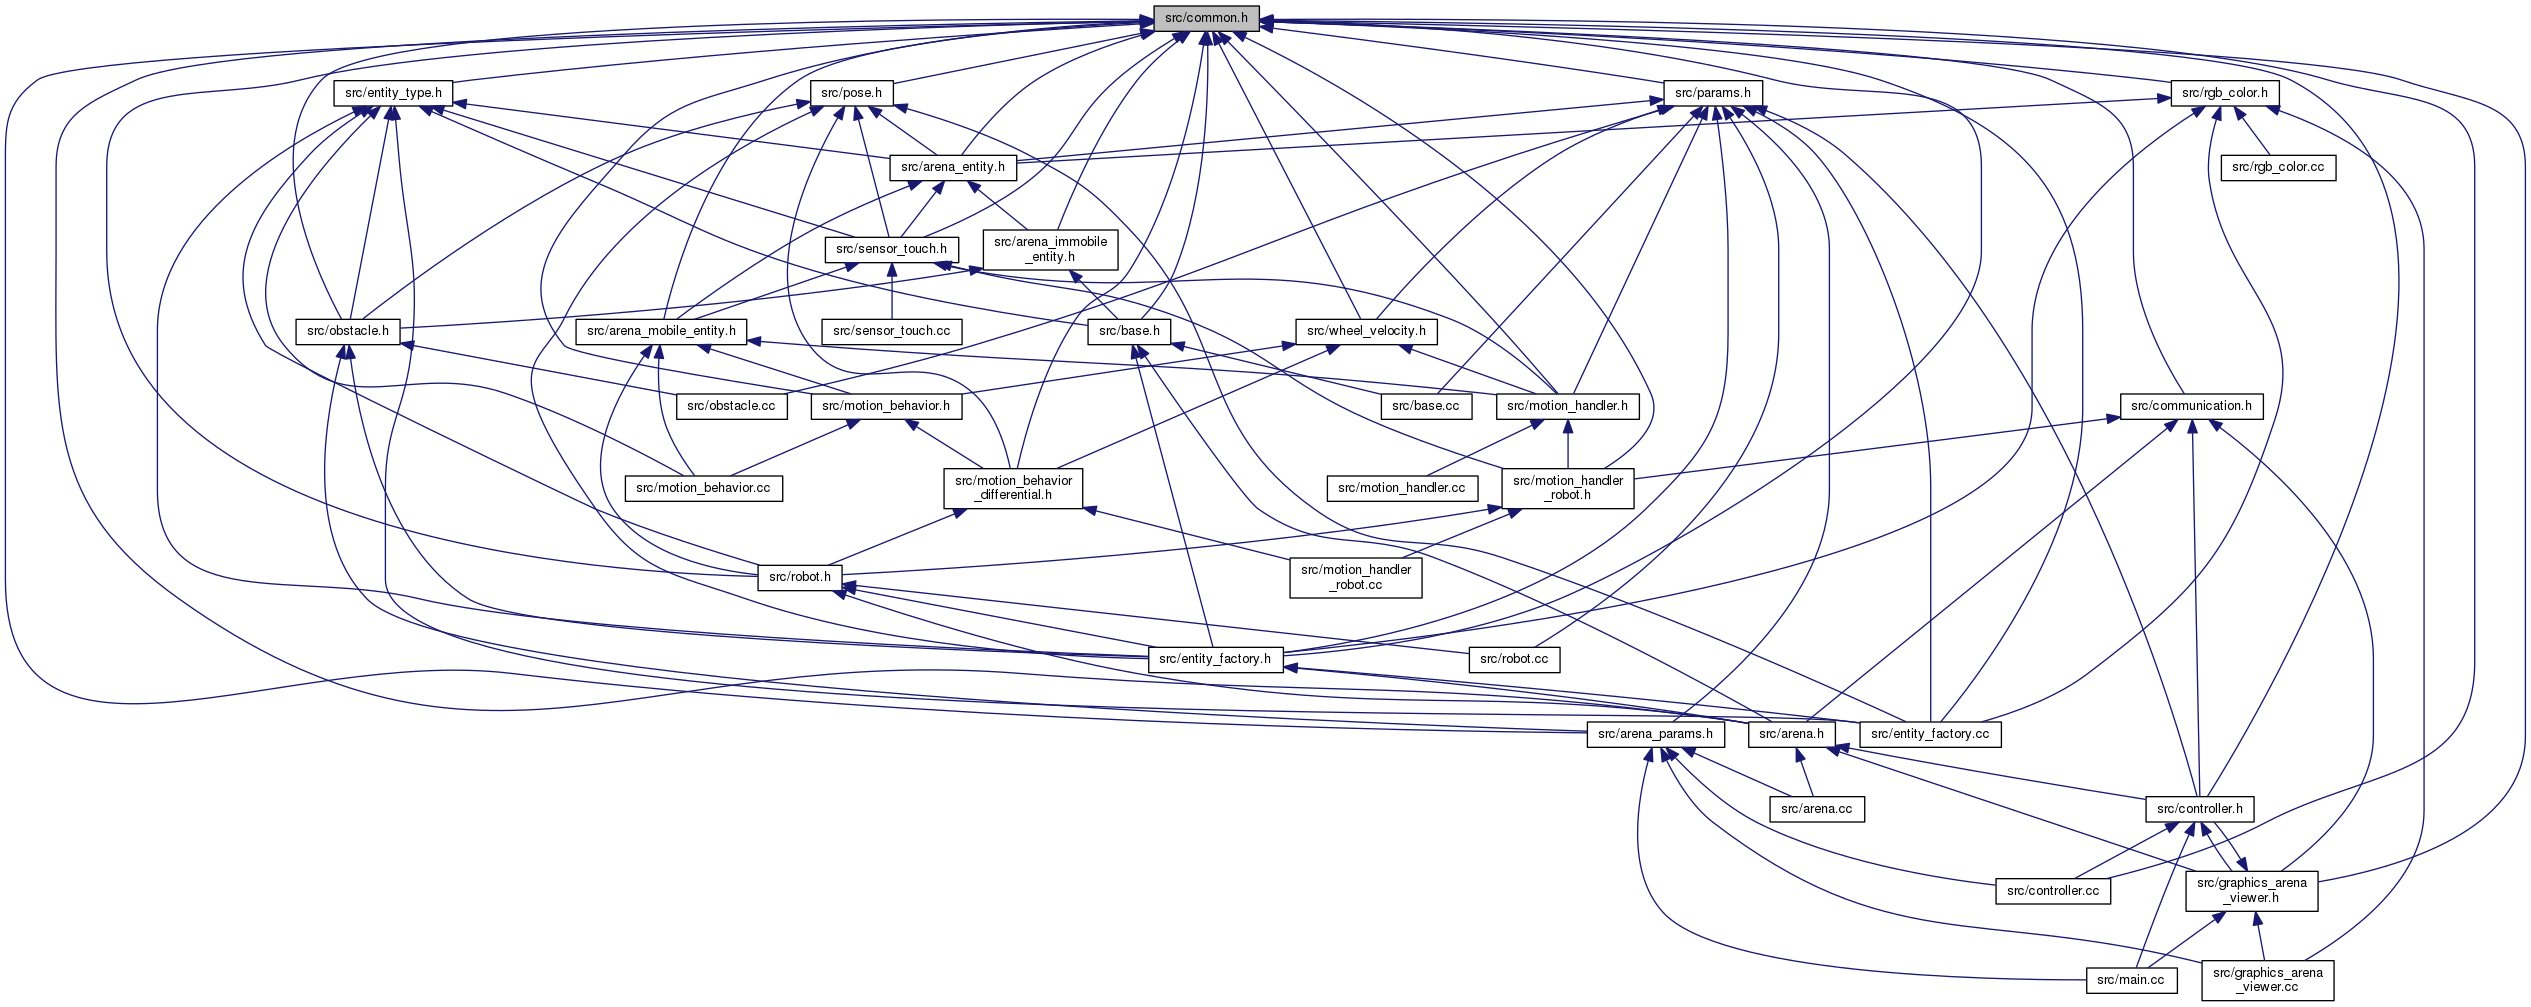 src/common.h
src/entity_type.h
src/pose.h
src/params.h
src/rgb_color.h
src/arena_entity.h
src/rgb_color.cc
src/sensor_touch.h
src/arena_immobile
_entity.h
src/obstacle.h
src/arena_mobile_entity.h
src/sensor_touch.cc
src/base.h
src/wheel_velocity.h
src/obstacle.cc
src/motion_behavior.h
src/base.cc
src/motion_handler.h
src/communication.h
src/motion_behavior.cc
src/motion_behavior
_differential.h
src/motion_handler.cc
src/motion_handler
_robot.h
src/robot.h
src/motion_handler
_robot.cc
src/entity_factory.h
src/robot.cc
src/arena_params.h
src/arena.h
src/entity_factory.cc
src/arena.cc
src/controller.h
src/controller.cc
src/graphics_arena
_viewer.h
src/main.cc
src/graphics_arena
_viewer.cc